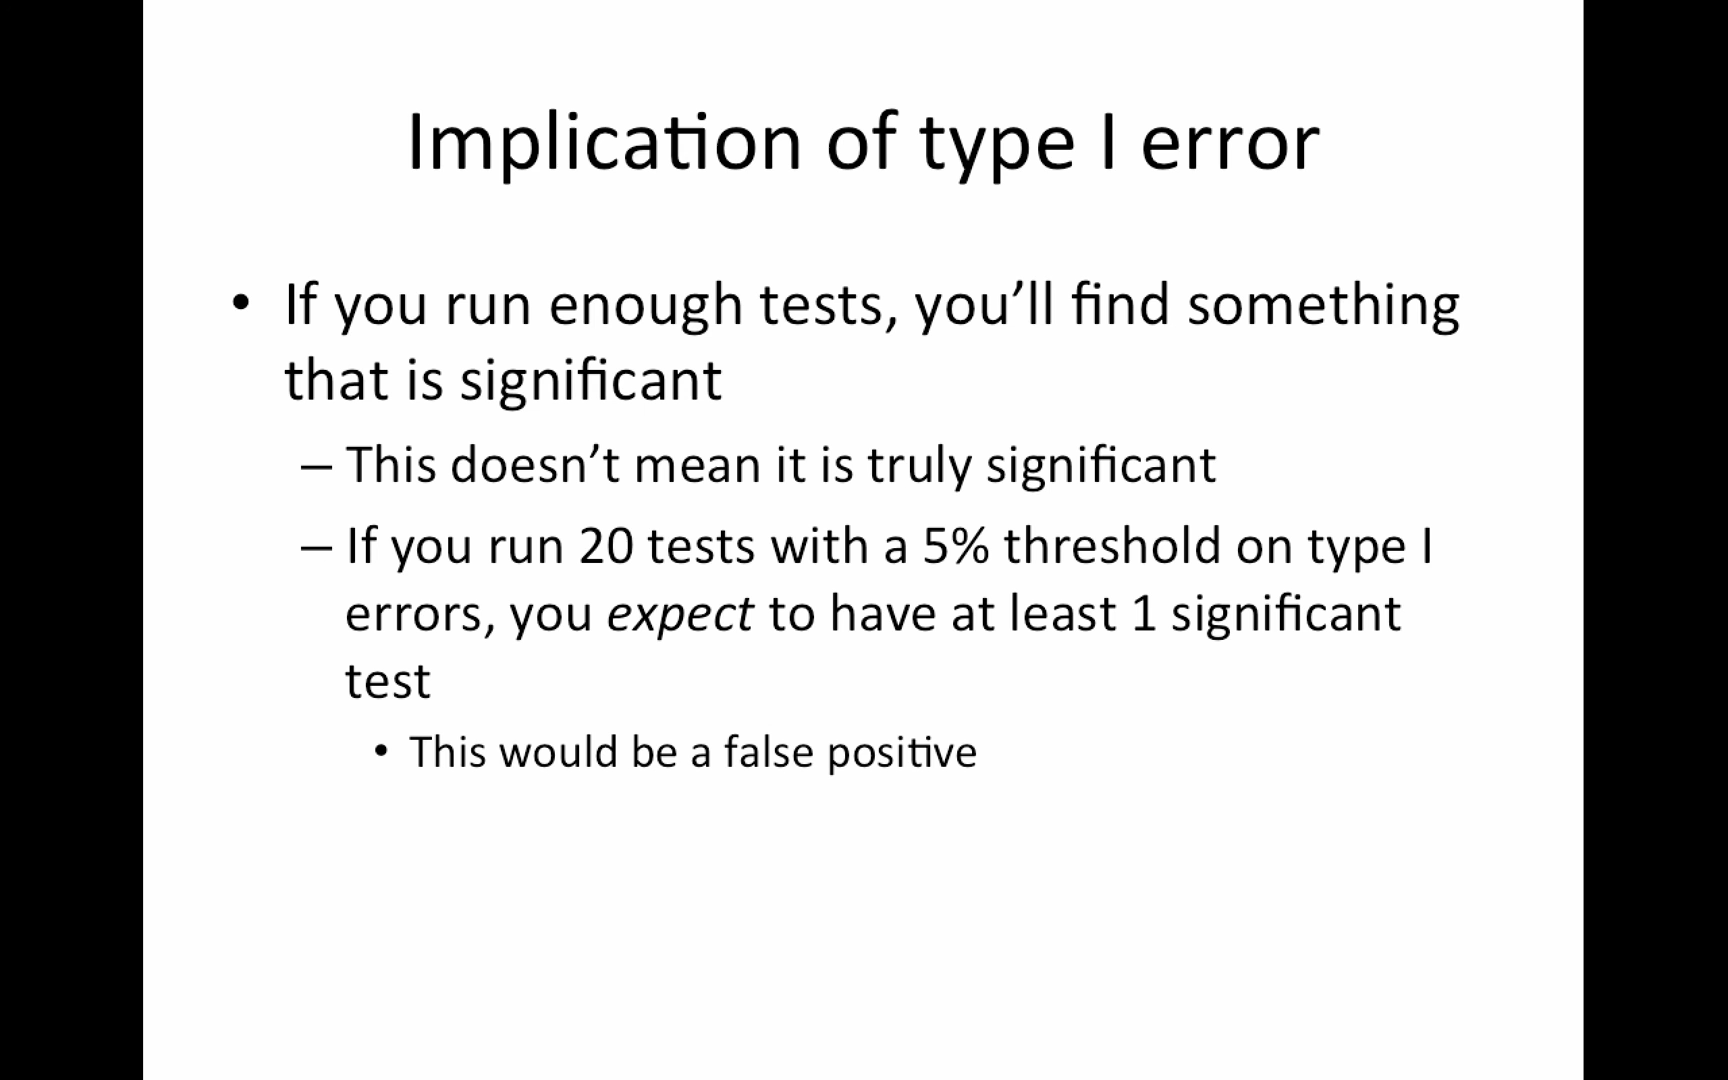 Implication of type I error
• If you run enough tests, you’ll find something
that is significant
– This doesn’t mean it is truly significant
– If you run 20 tests with a 5% threshold on type I
errors, you expect to have at least 1 significant
test
• This would be a false positive